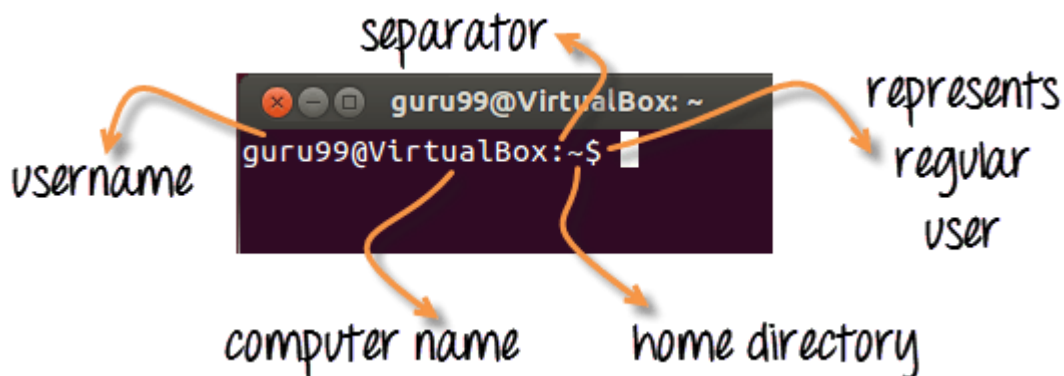 separator
guru99@VirtualBox: ~
represents
regular
user
guru99@VirtualBox:~$
username
computer name
home directory